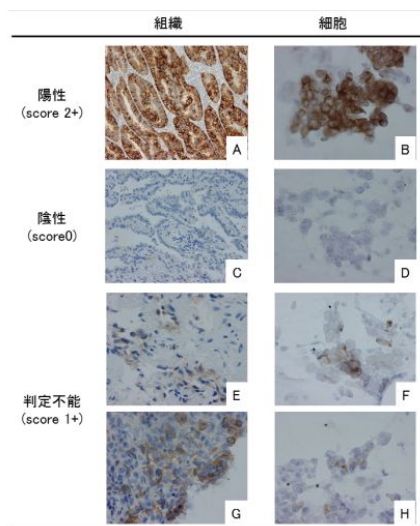 組織 細胞
陽性
(score 2+)
A B
陰性
(score0)
C D
E F
判定不能
(score 1+)
G H